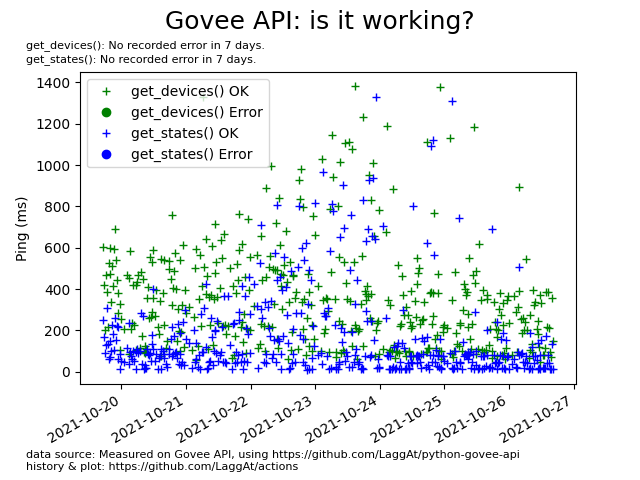 Govee API: is it working?
get_devices(): No recorded error in 7 days.
get_states(): No recorded error in 7 days.
get_devices() OK
get_devices() Error
get_states() OK
get_states() Error
Ping (ms)
1400
1200
1000
800
600
400
200
0
2021-10-20
2021-10-21
2021-10-22
2021-10-23
2021-10-24
2021-10-25
2021-10-26
2021-10-27
data source: Measured on Govee API, using https://github.com/LaggAt/python-govee-api
history & plot: https://github.com/LaggAt/actions